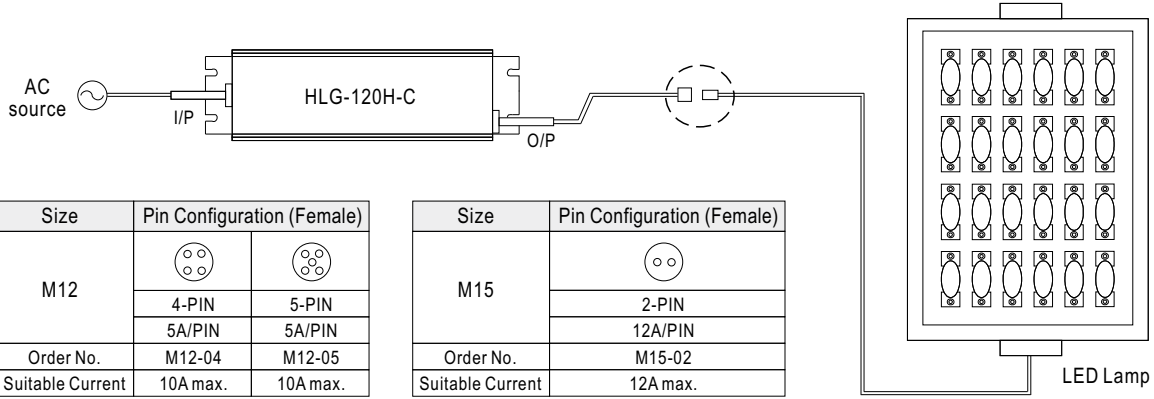 AC
source
I/P
HLG-120H-C
O/P
LED Lamp
Size Pin Configuration (Female)
M12
4-PIN 5-PIN
5A/PIN 5A/PIN
Order No. M12-04 M12-05
Suitable Current 10A max. 10A max.
Size Pin Configuration (Female)
M15
2-PIN
12A/PIN
Order No. M15-02
Suitable Current 12A max.